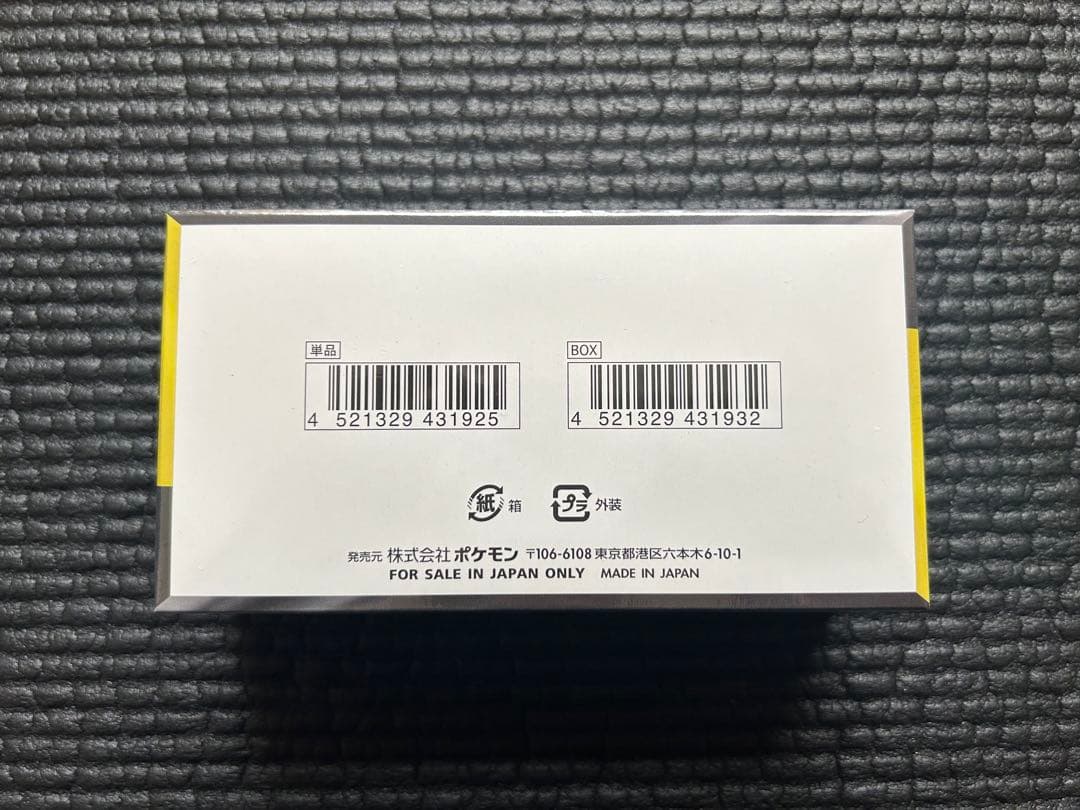 単品
4 521329 431925
BOX
4 521329 431932
紙 箱
プラ 外装
発売元 株式会社ポケモン 〒106-6108 東京都港区六本木6-10-1
FOR SALE IN JAPAN ONLY MADE IN JAPAN